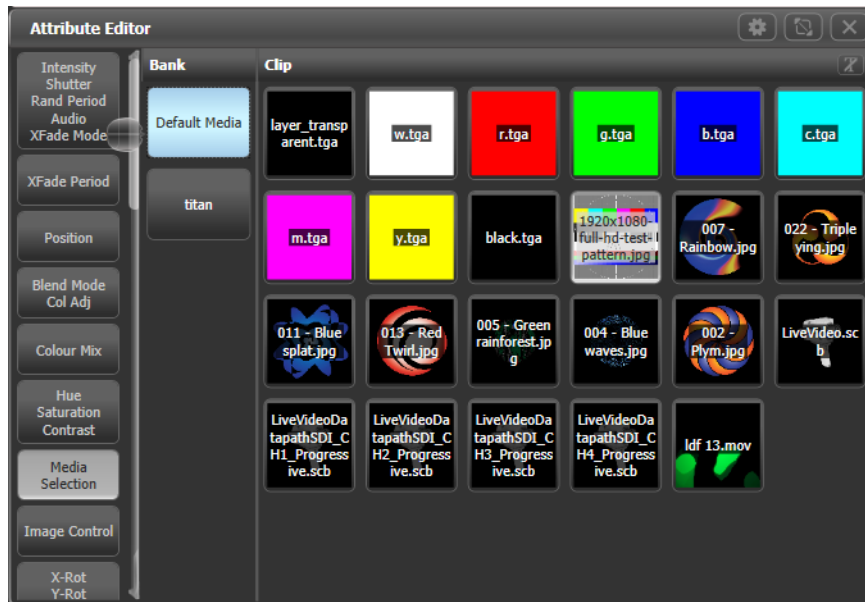 Attribute Editor
Intensity
Shutter
Rand Period
Audio
XFade Mode
XFade Period
Position
Blend Mode
Col Adj
Colour Mix
Hue
Saturation
Contrast
Media
Selection
Image Control
X-Rot
Y-Rot
Bank
Default Media
titan
Clip
layer_transp
arent.tga
w.tga
r.tga
g.tga
b.tga
c.tga
m.tga
y.tga
black.tga
1920x1080-
full-hd-test-
pattern.jpg
007 -
Rainbow.jpg
022 - Triple
ying.jpg
011 - Blue
splat.jpg
013 - Red
Twirl.jpg
005 - Green
rainforest.jp
g
004 - Blue
waves.jpg
002 -
Plym.jpg
LiveVideo.sc
b
LiveVideoDa
tapathSDI_C
H1_Progress
ive.scb
LiveVideoDa
tapathSDI_C
H2_Progress
ive.scb
LiveVideoDa
tapathSDI_C
H3_Progress
ive.scb
LiveVideoDa
tapathSDI_C
H4_Progress
ive.scb
ldf 13.mov